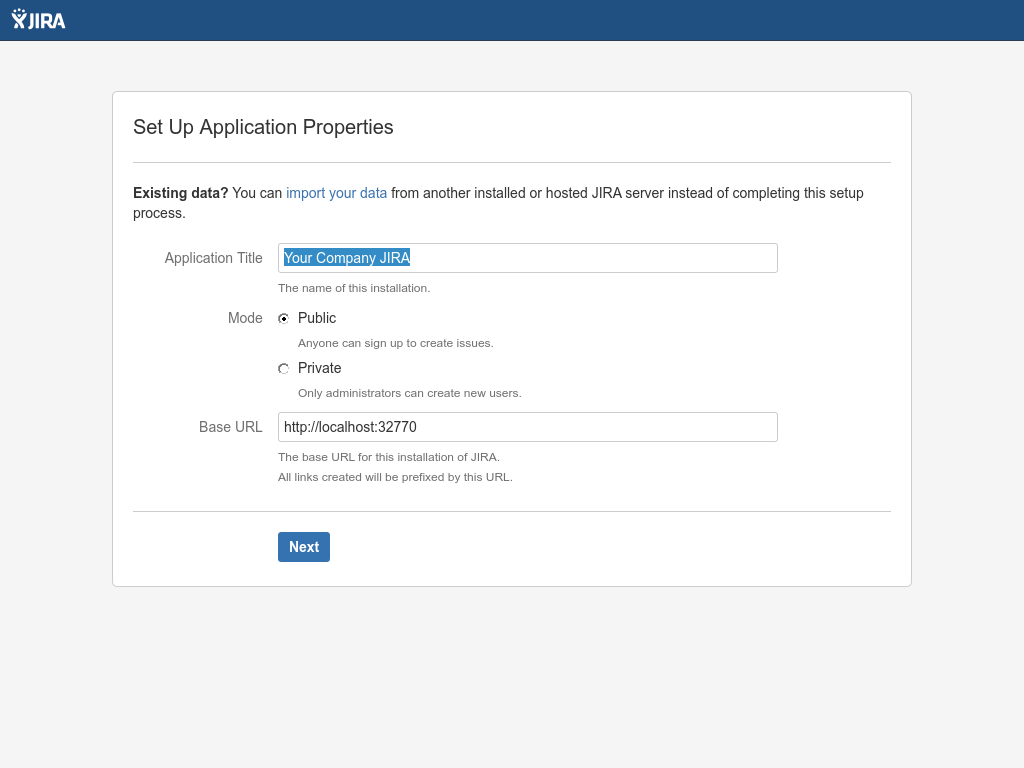 JIRA
Set Up Application Properties
Existing data? You can import your data from another installed or hosted JIRA server instead of completing this setup
process.
Application Title
Your Company JIRA
The name of this installation.
Mode
Public
Anyone can sign up to create issues.
Private
Only administrators can create new users.
Base URL
http://localhost:32770
The base URL for this installation of JIRA.
All links created will be prefixed by this URL.
Next